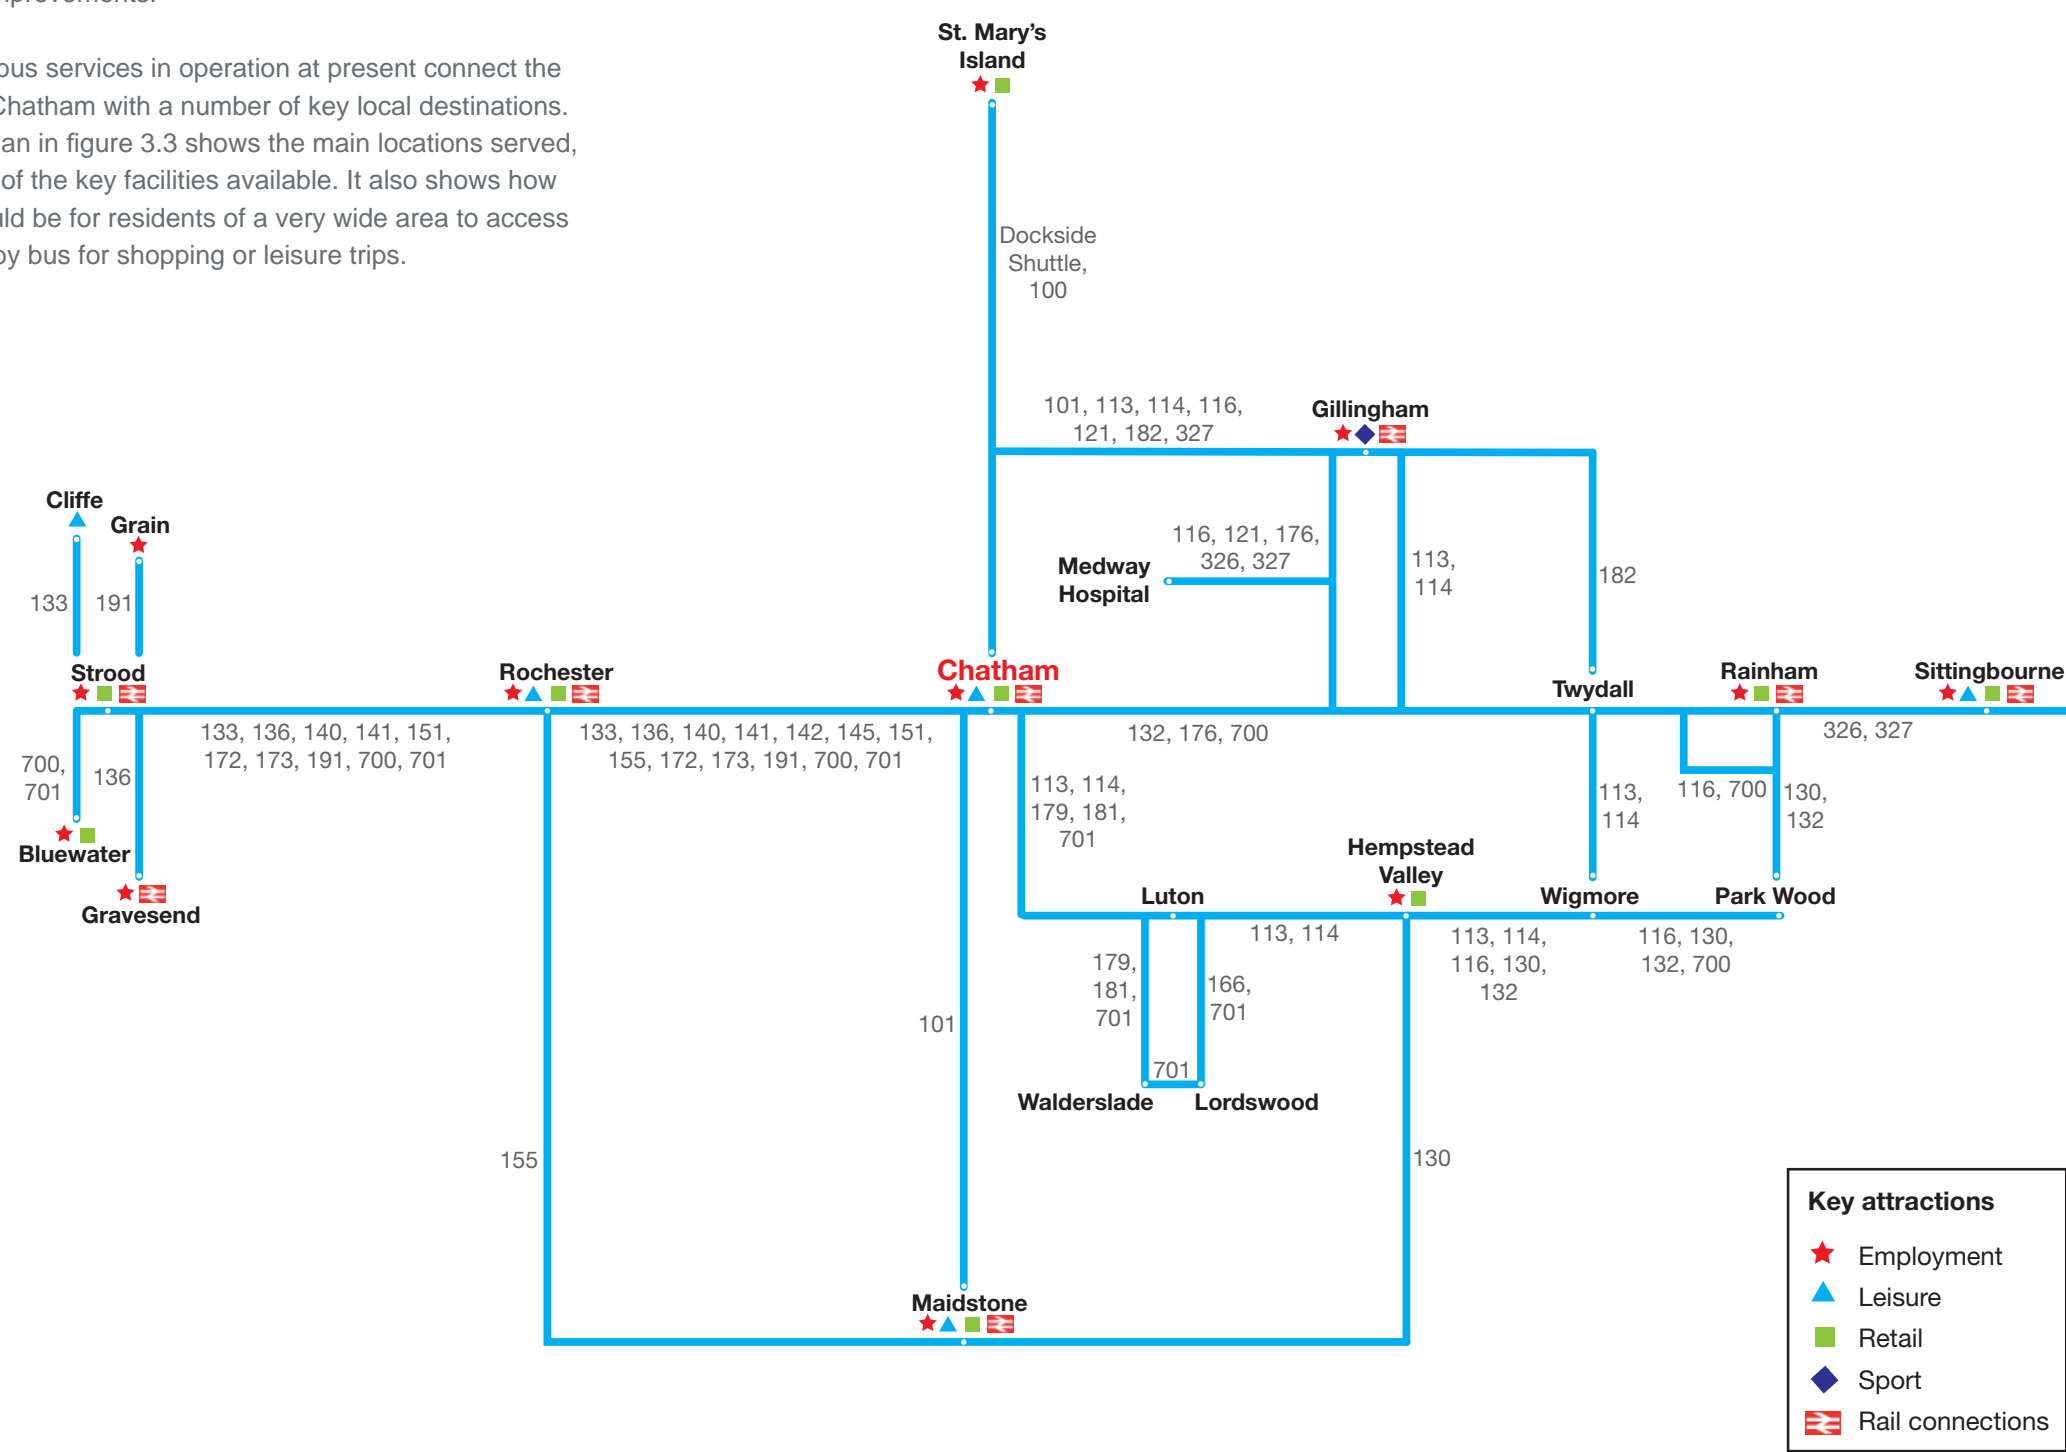 ous services in operation at present connect the
Chatham with a number of key local destinations.
an in figure 3.3 shows the main locations served,
of the key facilities available. It also shows how
uld be for residents of a very wide area to access
by bus for shopping or leisure trips.
St. Mary's
Island
Dockside
Shuttle,
100
101, 113, 114, 116,
121, 182, 327
Gillingham
Cliffe
Grain
133
191
116, 121, 176,
326, 327
Medway
Hospital
113,
114
182
Strood
Rochester
Chatham
Twydall
Rainham
Sittingbourne
133, 136, 140, 141, 151,
172, 173, 191, 700, 701
133, 136, 140, 141, 142, 145, 151,
155, 172, 173, 191, 700, 701
132, 176, 700
326, 327
700,
701
136
113, 114,
179, 181,
701
113,
114
116, 700
130,
132
Bluewater
Gravesend
Luton
Hempstead
Valley
Wigmore
Park Wood
113, 114
113, 114,
116, 130,
132
116, 130,
132, 700
179,
181,
701
166,
701
701
Walderslade
Lordswood
101
155
130
Maidstone
Key attractions
Employment
Leisure
Retail
Sport
Rail connections